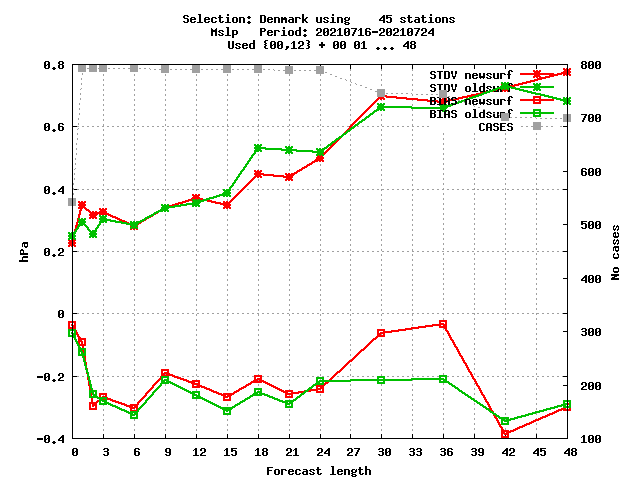 Selection: Denmark using    45 stations
Mslp   Period: 20210716-20210724
Used {00,12} + 00 01 ... 48
0.8
0.6
0.4
0.2
0
-0.2
-0.4
hPa
800
700
600
500
400
300
200
100
No cases
STDV newsurf
STDV oldsurf
BIAS newsurf
BIAS oldsurf
CASES
0 3 6 9 12 15 18 21 24 27 30 33 36 39 42 45 48
Forecast length